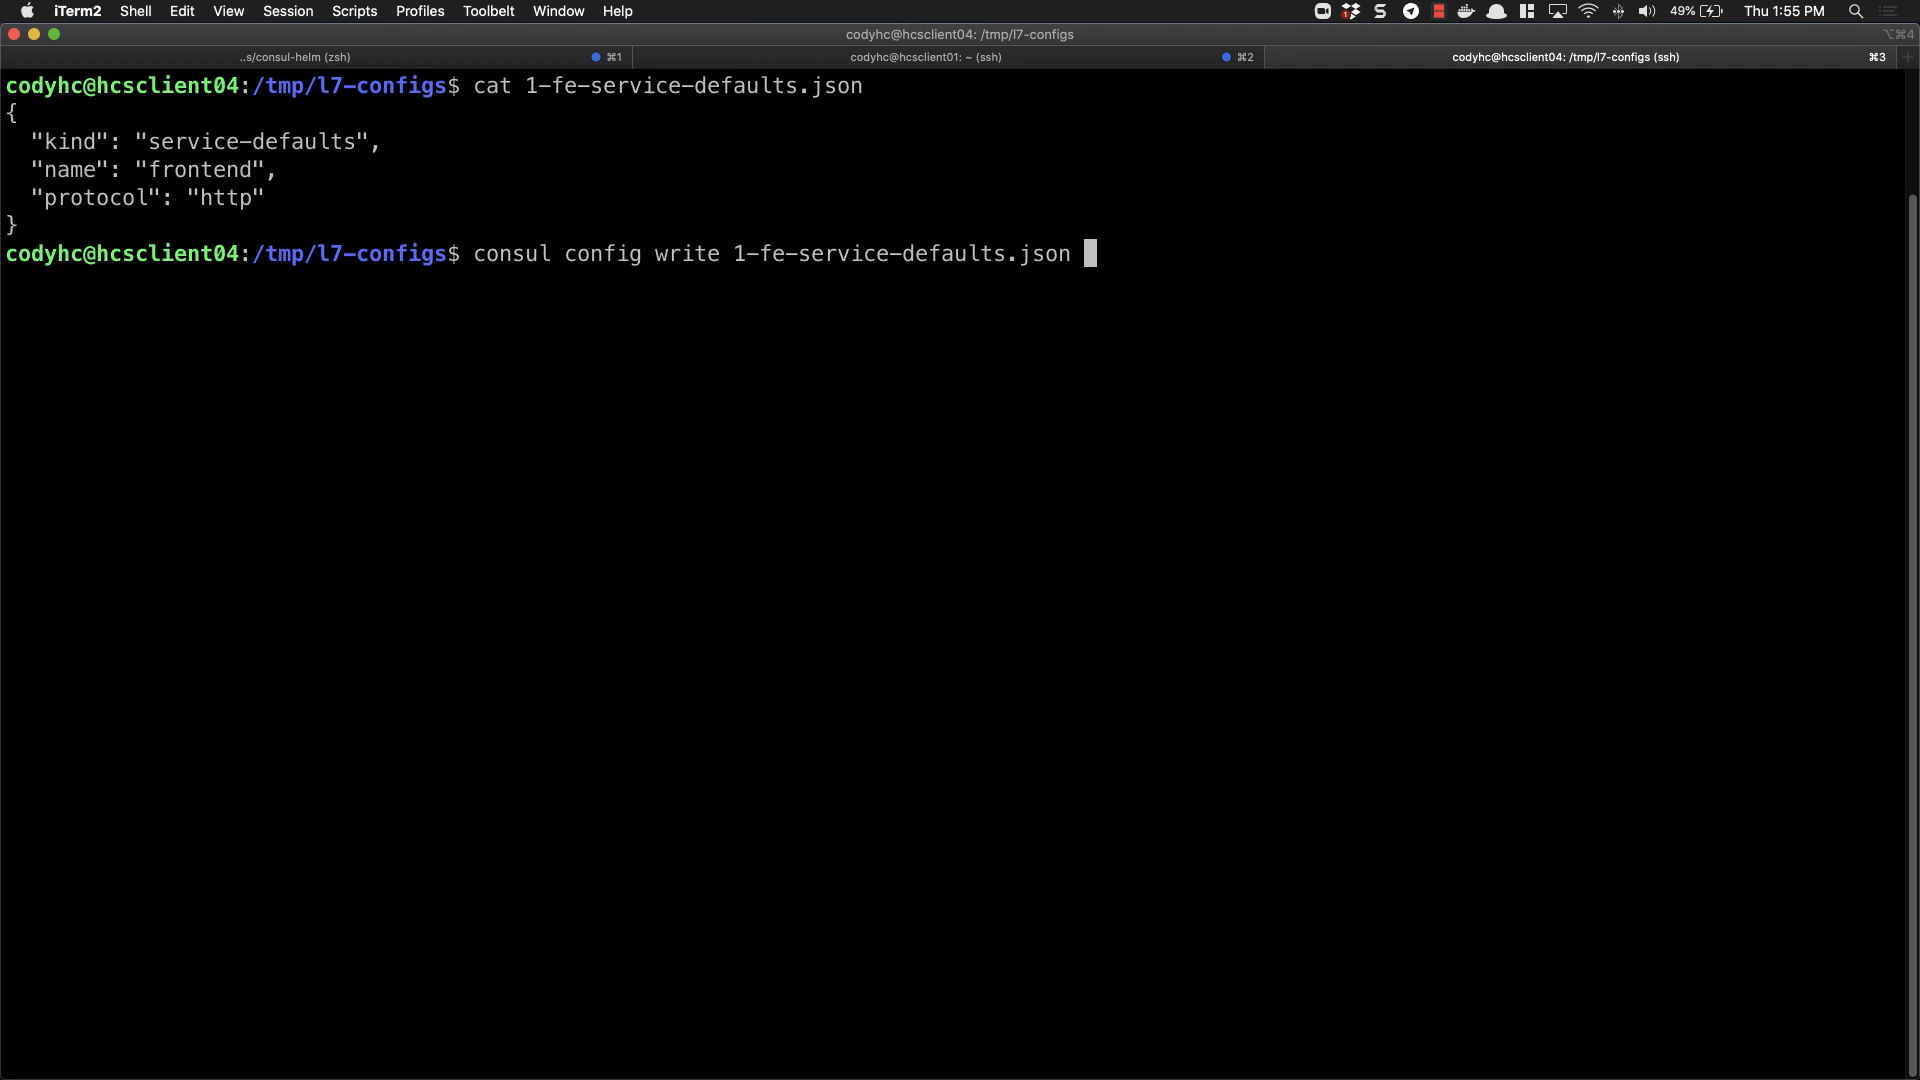 iTerm2 Shell Edit View Session Scripts Profiles Toolbelt Window Help 49% Thu 1:55 PM
codyhc@hcsclient04: /tmp/l7-configs ⌥⌘4
..s/consul-helm (zsh) ⌘1 codyhc@hcsclient01: ~ (ssh) ⌘2 codyhc@hcsclient04: /tmp/l7-configs (ssh) ⌘3
codyhc@hcsclient04:/tmp/l7-configs$ cat 1-fe-service-defaults.json
{
  "kind": "service-defaults",
  "name": "frontend",
  "protocol": "http"
}
codyhc@hcsclient04:/tmp/l7-configs$ consul config write 1-fe-service-defaults.json